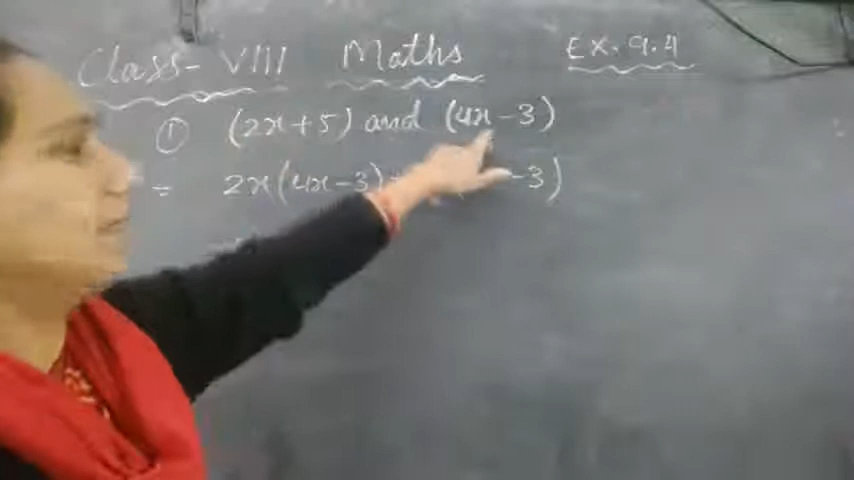 Class- VIII Maths Ex. 9.4
① (2x+5) and (4x-3)
= 2x(4x-3) -3)